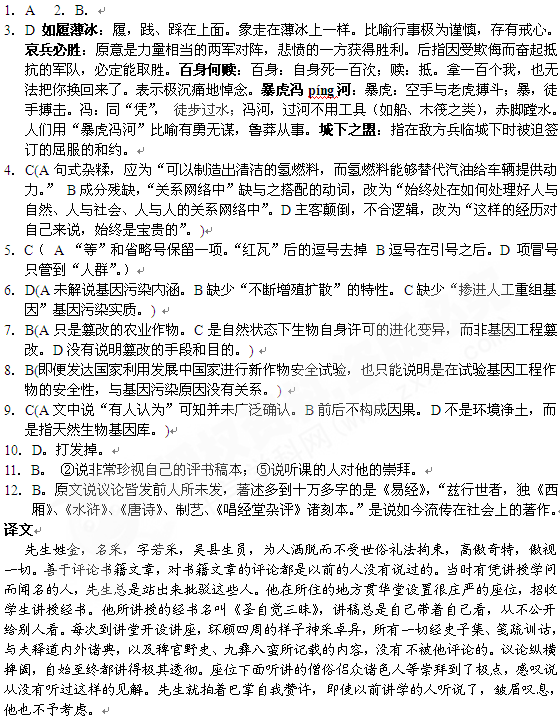 1. A 2. B.
3. D 如履薄冰：履，践、踩在上面。象走在薄冰上一样。比喻行事极为谨慎，存有戒心。
哀兵必胜：原意是力量相当的两军对阵，悲愤的一方获得胜利。后指因受欺侮而奋起抵
抗的军队，必定能取胜。百身何赎：百身：自身死一百次；赎：抵。拿一百个我，也无
法把你换回来了。表示极沉痛地悼念。暴虎冯 píng 河：暴虎：空手与老虎搏斗；暴，徒
手搏击。冯：同“凭”，徒步过水；冯河，过河不用工具（如船、木筏之类），赤脚蹚水。
人们用“暴虎冯河”比喻有勇无谋，鲁莽从事。城下之盟：指在敌方兵临城下时被迫签
订的屈服的和约。
4. C(A 句式杂糅，应为“可以制造出清洁的氢燃料，而氢燃料能够替代汽油给车辆提供动
力。” B 成分残缺，“关系网络中”缺与之搭配的动词，改为“始终处在如何处理好人与
自然、人与社会、人与人的关系网络中”。D 主客颠倒，不合逻辑，改为“这样的经历对
自己来说，始终是宝贵的”。)
5. C（ A “等”和省略号保留一项。“红瓦”后的逗号去掉 B 逗号在引号之后。D 项冒号
只管到“人群”。）
6. D(A 未解说基因污染内涵。B 缺少“不断增殖扩散”的特性。C 缺少“掺进人工重组基
因”基因污染实质。)
7. B(A 只是篡改的农业作物。C 是自然状态下生物自身许可的进化变异，而非基因工程篡
改。D 没有说明篡改的手段和目的。)
8. B(即便发达国家利用发展中国家进行新作物安全试验，也只能说明是在试验基因工程作
物的安全性，与基因污染原因没有关系。)
9. C(A 文中说“有人认为”可知并未广泛确认。B 前后不构成因果。D 不是环境净土，而
是指天然生物基因库。)
10. D。打发掉。
11. B。 ②说非常珍视自己的评书稿本；⑤说听课的人对他的崇拜。
12. B。原文说议论皆发前人所未发，著述多到十万多字的是《易经》，“兹行世者，独《西
厢》、《水浒》、《唐诗》、制艺、《唱经堂杂评》诸刻本。”是说如今流传在社会上的著作。
译文
先生姓金，名采，字若采，吴县生员，为人洒脱而不受世俗礼法拘束，高傲奇特，傲视
一切。善于评论书籍文章，对书籍文章的评论都是以前的人没有说过的。当时有凭讲授学问
而闻名的人，先生总是站出来批驳这些人。他在所住的地方贯华堂设置很庄严的座位，招收
学生讲授经书。他所讲授的经书名叫《圣自觉三昧》，讲稿总是自己带着自己看，从不公开
给别人看。每次到讲堂开设讲座，环顾四周的样子神采卓异，所有一切经史子集、笺疏训诂，
与夫释道内外诸典，以及稗官野史、九彝八蛮所记载的内容，没有不被他评论的。议论纵横
捭阖，自始至终都讲得极其透彻。座位下面听讲的僧俗侣众诸色人等崇拜到了极点，感叹说
从没有听过这样的见解。先生就拍着巴掌自我赞许，即使以前讲学的人听说了，皱眉叹息，
他也不予考虑。